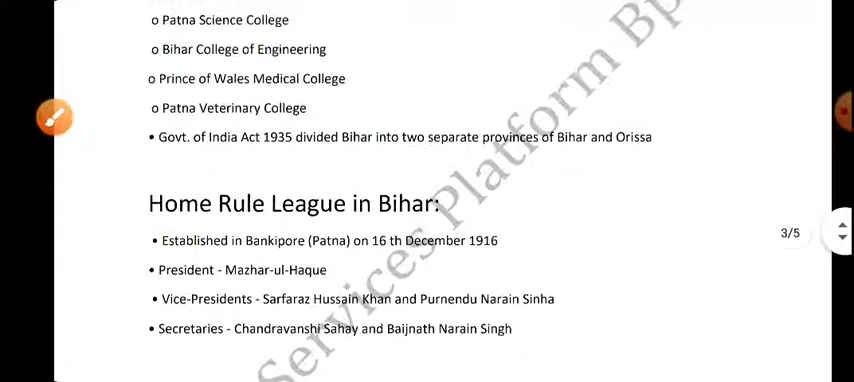 o Patna Science College
o Bihar College of Engineering
o Prince of Wales Medical College
o Patna Veterinary College
• Govt. of India Act 1935 divided Bihar into two separate provinces of Bihar and Orissa
Home Rule League in Bihar:
• Established in Bankipore (Patna) on 16 th December 1916
• President - Mazhar-ul-Haque
• Vice-Presidents - Sarfaraz Hussain Khan and Purnendu Narain Sinha
• Secretaries - Chandravanshi Sahay and Baijnath Narain Singh
3/5
Services Platform Bp